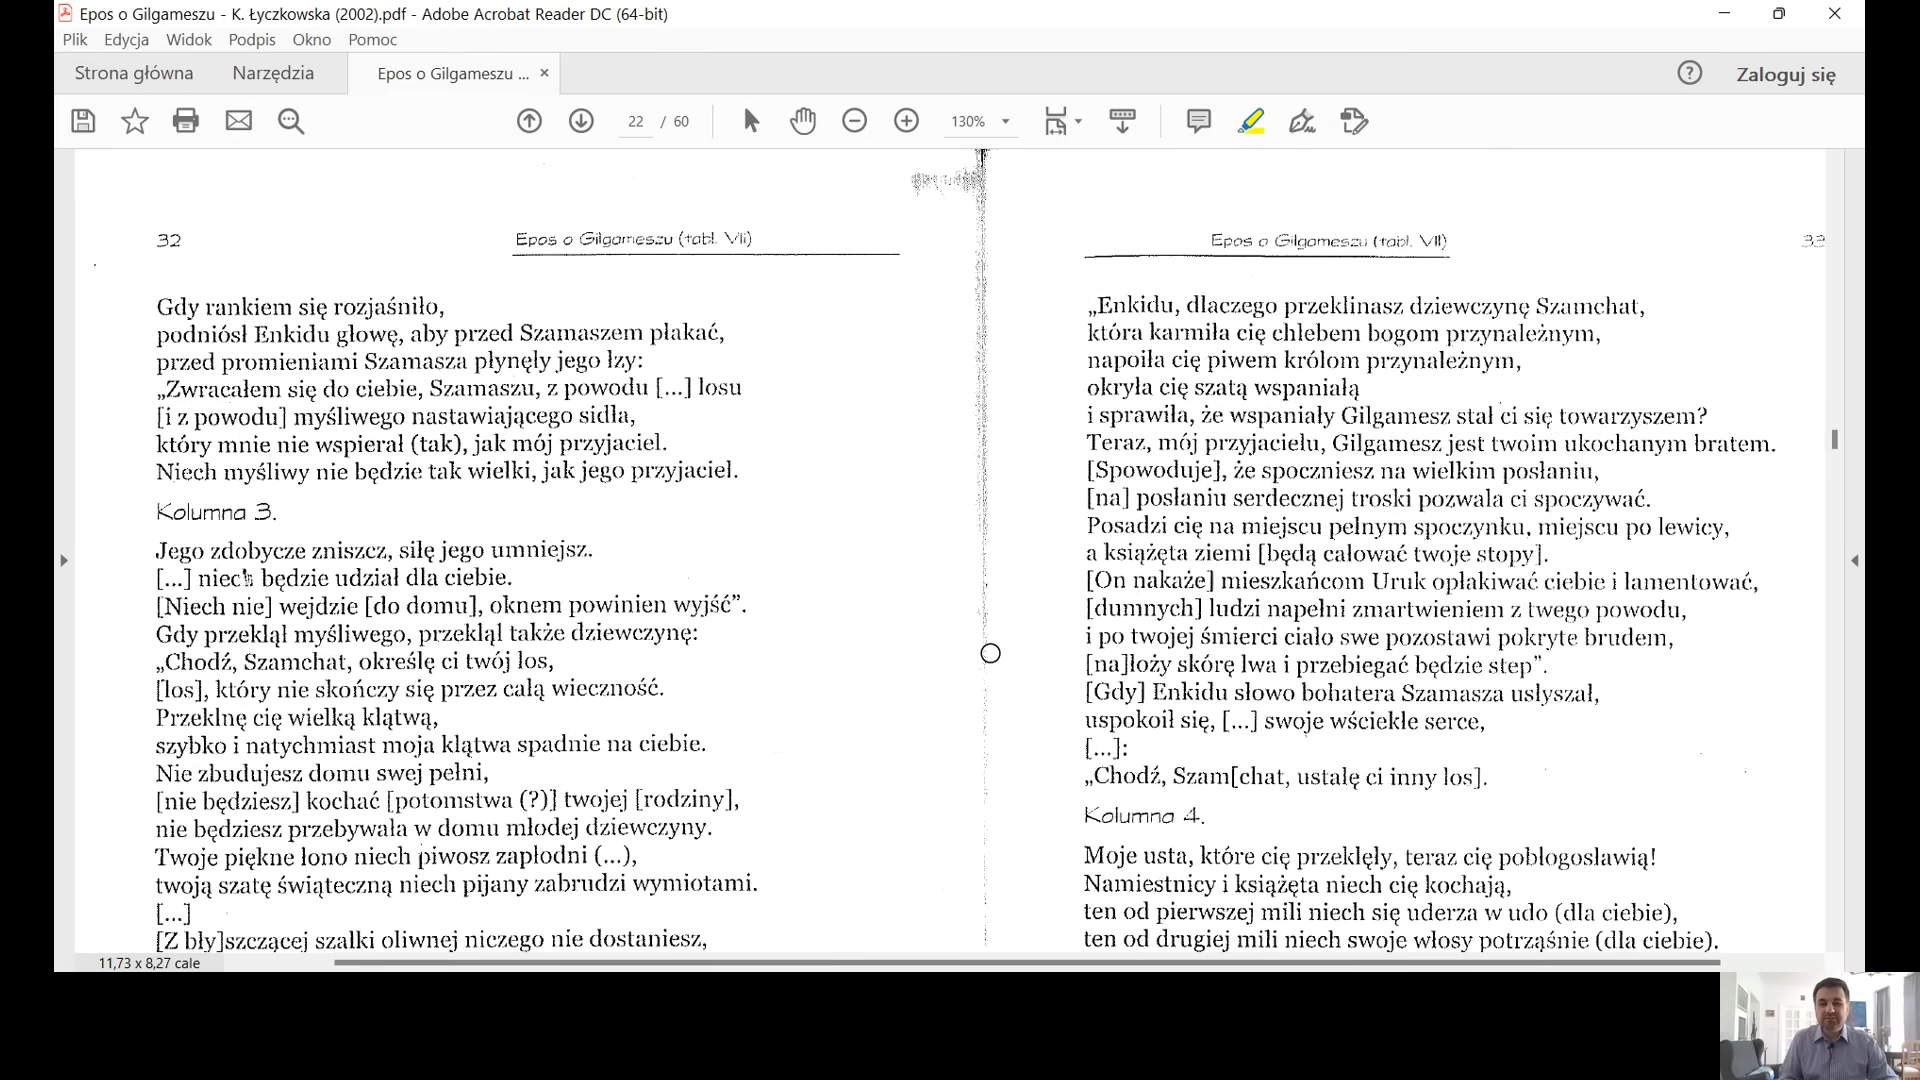 Epos o Gilgameszu - K. Łyczkowska (2002).pdf - Adobe Acrobat Reader DC (64-bit)
Plik Edycja Widok Podpis Okno Pomoc
Strona główna Narzędzia Epos o Gilgameszu ... Zaloguj się
22 / 60 130%
32 Epos o Gilgameszu (tabl. VII)
Gdy rankiem się rozjaśniło,
podniósł Enkidu głowę, aby przed Szamaszem płakać,
przed promieniami Szamasza płynęły jego łzy:
„Zwracałem się do ciebie, Szamaszu, z powodu [...] losu
[i z powodu] myśliwego nastawiającego sidła,
który mnie nie wspierał (tak), jak mój przyjaciel.
Niech myśliwy nie będzie tak wielki, jak jego przyjaciel.
Kolumna 3.
Jego zdobycze zniszcz, siłę jego umniejsz.
[...] niech będzie udział dla ciebie.
[Niech nie] wejdzie [do domu], oknem powinien wyjść”.
Gdy przeklął myśliwego, przeklął także dziewczynę:
„Chodź, Szamchat, określę ci twój los,
[los], który nie skończy się przez całą wieczność.
Przeklnę cię wielką klątwą,
szybko i natychmiast moja klątwa spadnie na ciebie.
Nie zbudujesz domu swej pełni,
[nie będziesz] kochać [potomstwa (?)] twojej [rodziny],
nie będziesz przebywała w domu młodej dziewczyny.
Twoje piękne łono niech piwosz zapłodni (...),
twoją szatę świąteczną niech pijany zabrudzi wymiotami.
[...]
[Z bły]szczącej szalki oliwnej niczego nie dostaniesz,
Epos o Gilgameszu (tabl. VII) 33
„Enkidu, dlaczego przeklinasz dziewczynę Szamchat,
która karmiła cię chlebem bogom przynależnym,
napoiła cię piwem królom przynależnym,
okryła cię szatą wspaniałą
i sprawiła, że wspaniały Gilgamesz stał ci się towarzyszem?
Teraz, mój przyjacielu, Gilgamesz jest twoim ukochanym bratem.
[Spowoduje], że spoczniesz na wielkim posłaniu,
[na] posłaniu serdecznej troski pozwala ci spoczywać.
Posadzi cię na miejscu pełnym spoczynku, miejscu po lewicy,
a książęta ziemi [będą całować twoje stopy].
[On nakaże] mieszkańcom Uruk opłakiwać ciebie i lamentować,
[dumnych] ludzi napełni zmartwieniem z twego powodu,
i po twojej śmierci ciało swe pozostawi pokryte brudem,
[na]łoży skórę lwa i przebiegać będzie step”.
[Gdy] Enkidu słowo bohatera Szamasza usłyszał,
uspokoił się, [...] swoje wściekłe serce,
[...]:
„Chodź, Szam[chat, ustalę ci inny los].
Kolumna 4.
Moje usta, które cię przeklęły, teraz cię pobłogosławią!
Namiestnicy i książęta niech cię kochają,
ten od pierwszej mili niech się uderza w udo (dla ciebie),
ten od drugiej mili niech swoje włosy potrząśnie (dla ciebie).
11,73 x 8,27 cale